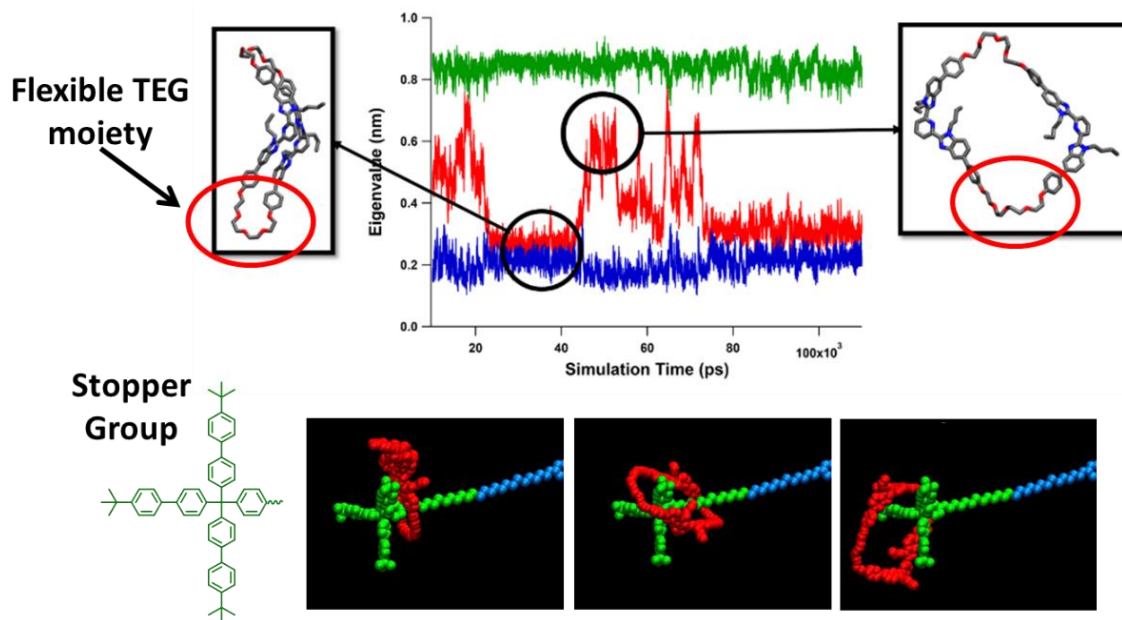 Flexible TEG
moiety
1.0
0.8
0.6
0.4
0.2
0.0
Eigenvalue (nm)
20
40
60
80
100x10³
Simulation Time (ps)
Stopper
Group